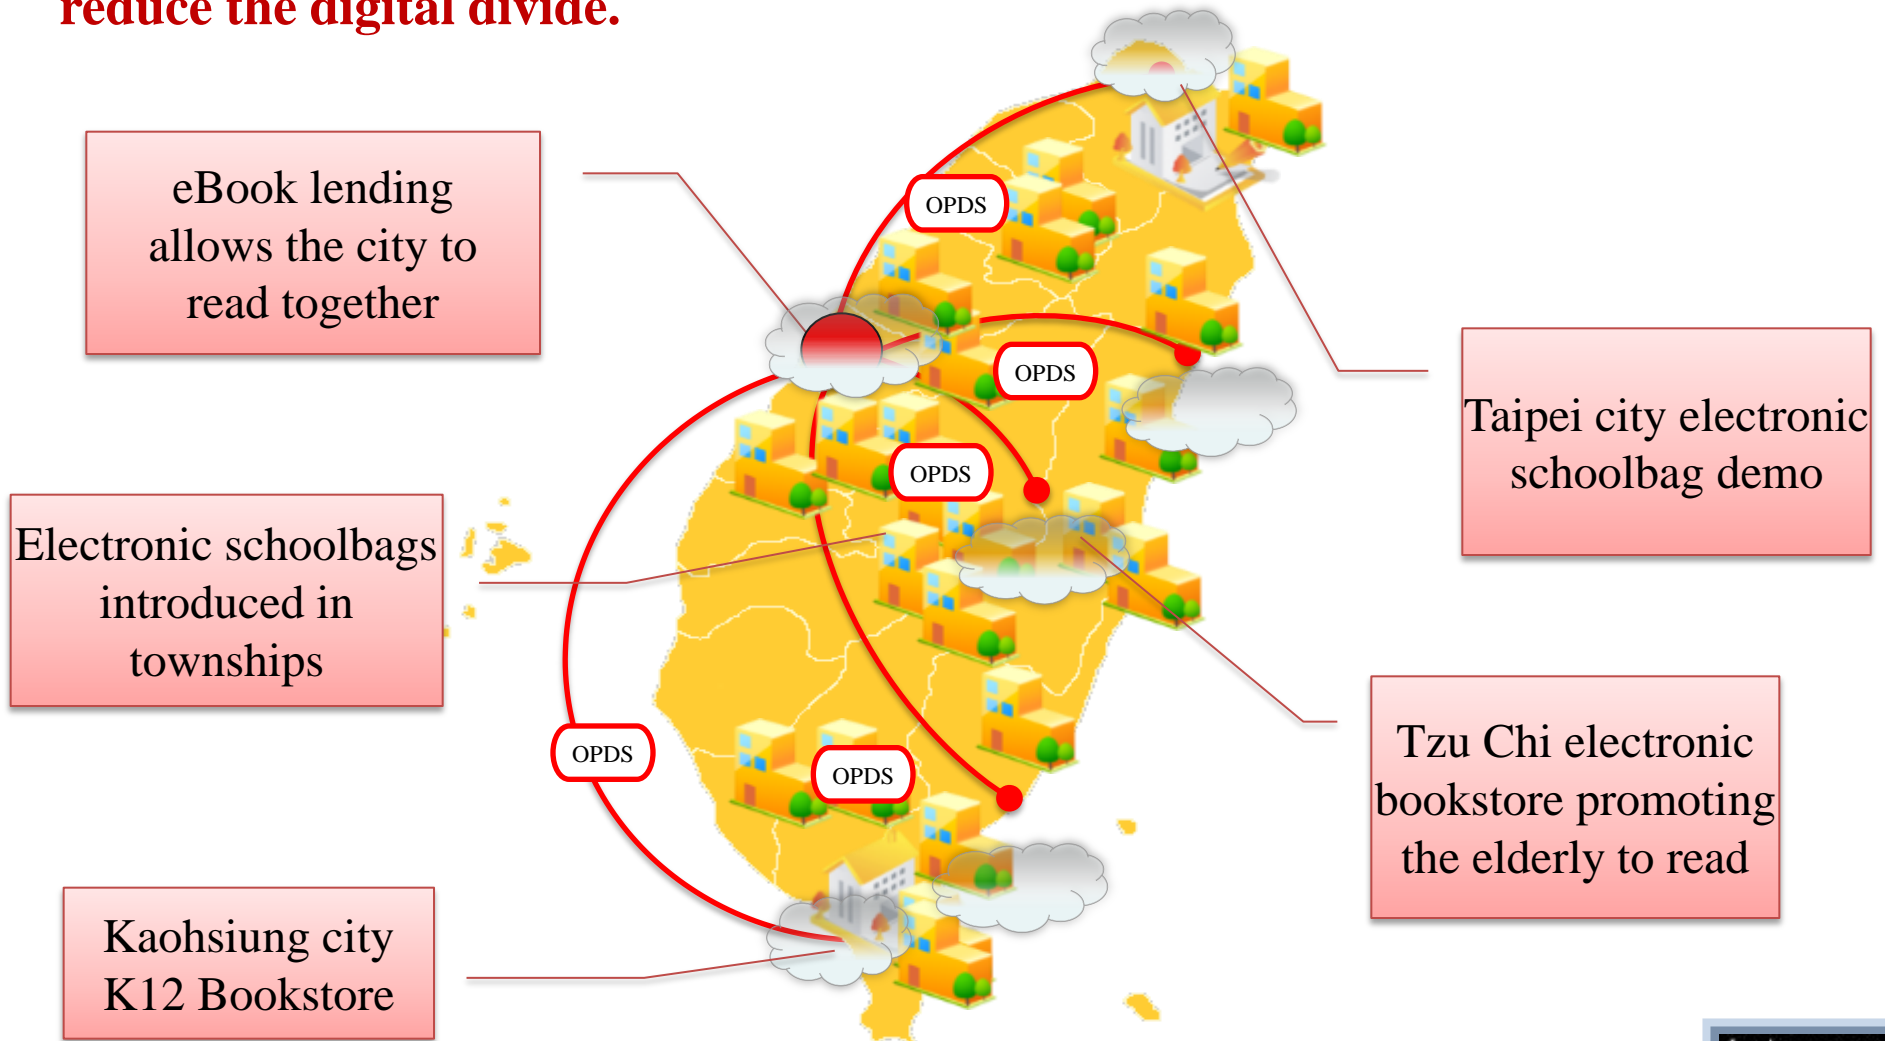 reduce the digital divide.
eBook lending
allows the city to
read together
OPDS
OPDS
Taipei city electronic
schoolbag demo
OPDS
Electronic schoolbags
introduced in
townships
OPDS
OPDS
Tzu Chi electronic
bookstore promoting
the elderly to read
Kaohsiung city
K12 Bookstore